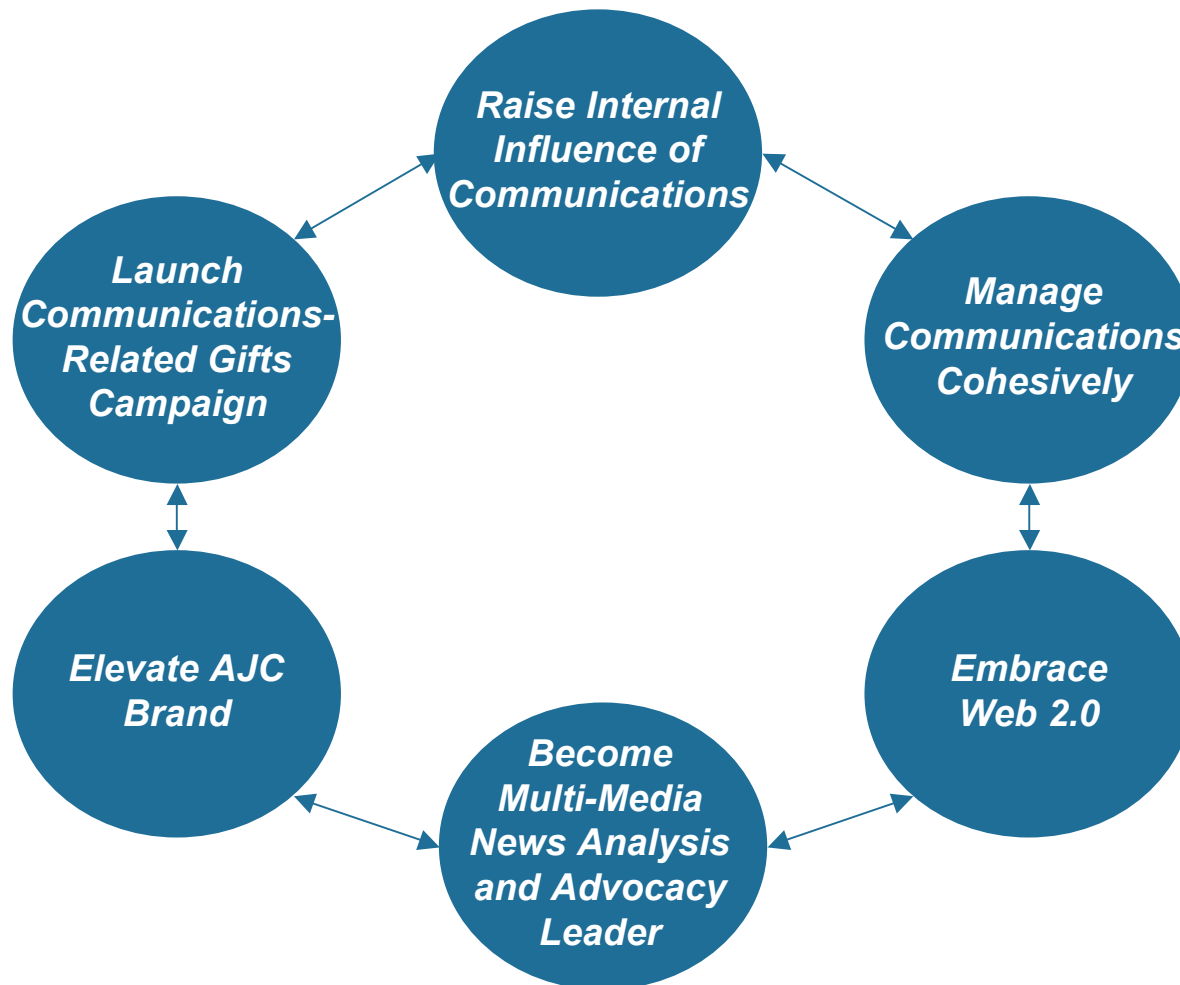 Raise Internal
Influence of
Communications
Launch
Communications-
Related Gifts
Campaign
Manage
Communications
Cohesively
Elevate AJC
Brand
Embrace
Web 2.0
Become
Multi-Media
News Analysis
and Advocacy
Leader